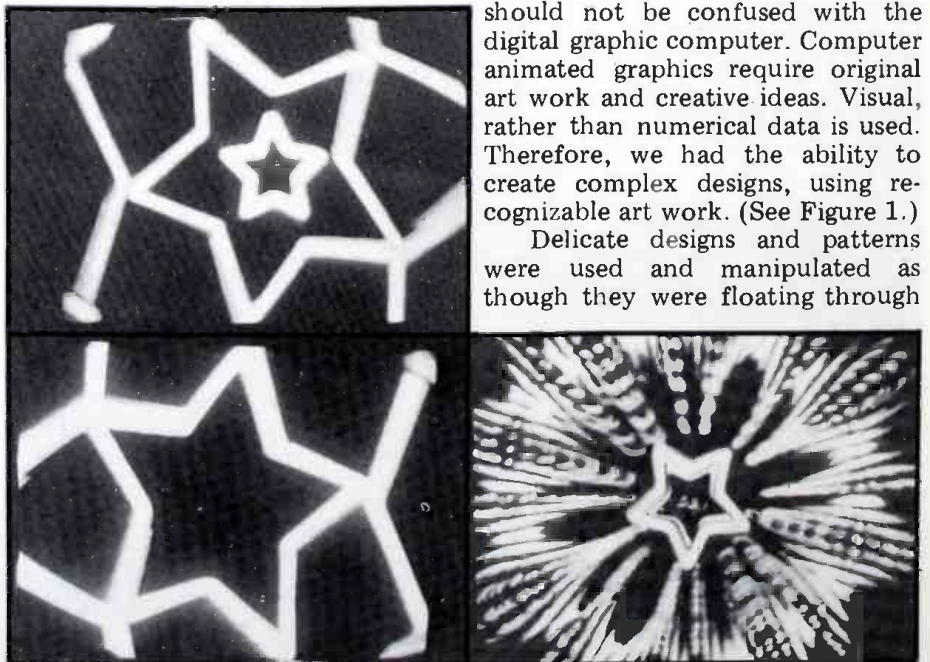 should not be confused with the
digital graphic computer. Computer
animated graphics require original
art work and creative ideas. Visual,
rather than numerical data is used.
Therefore, we had the ability to
create complex designs, using re-
cognizable art work. (See Figure 1.)
Delicate designs and patterns
were used and manipulated as
though they were floating through